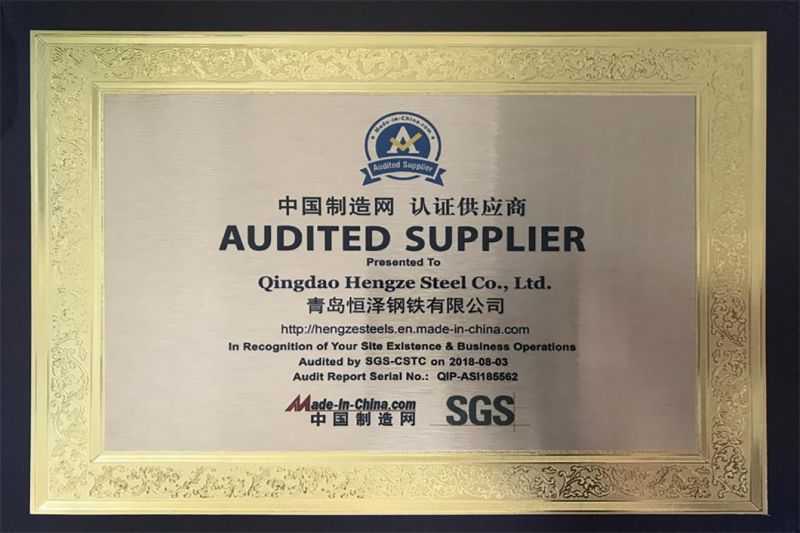 Made-in-China.com
A
Audited Supplier
中国制造网 认证供应商
AUDITED SUPPLIER
Presented To
Qingdao Hengze Steel Co., Ltd.
青岛恒泽钢铁有限公司
http://hengzesteels.en.made-in-china.com
In Recognition of Your Site Existence & Business Operations
Audited by SGS-CSTC on 2018-08-03
Audit Report Serial No.: QIP-ASI185562
Made-in-China.com
中国制造网
SGS